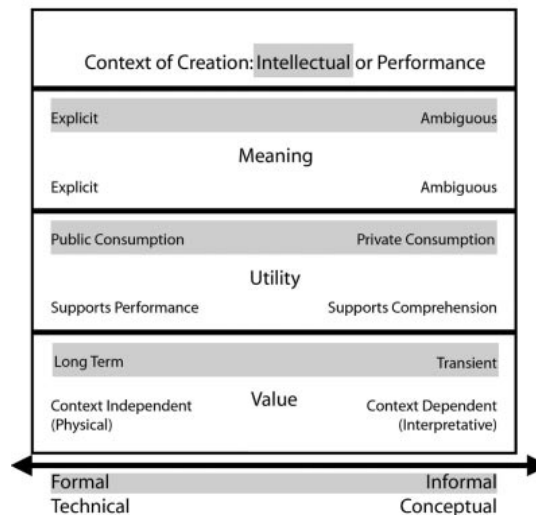 Context of Creation: Intellectual or Performance
Explicit Ambiguous
Meaning
Explicit Ambiguous
Public Consumption Private Consumption
Utility
Supports Performance Supports Comprehension
Long Term Transient
Value
Context Independent Context Dependent
(Physical) (Interpretative)
Formal Informal
Technical Conceptual